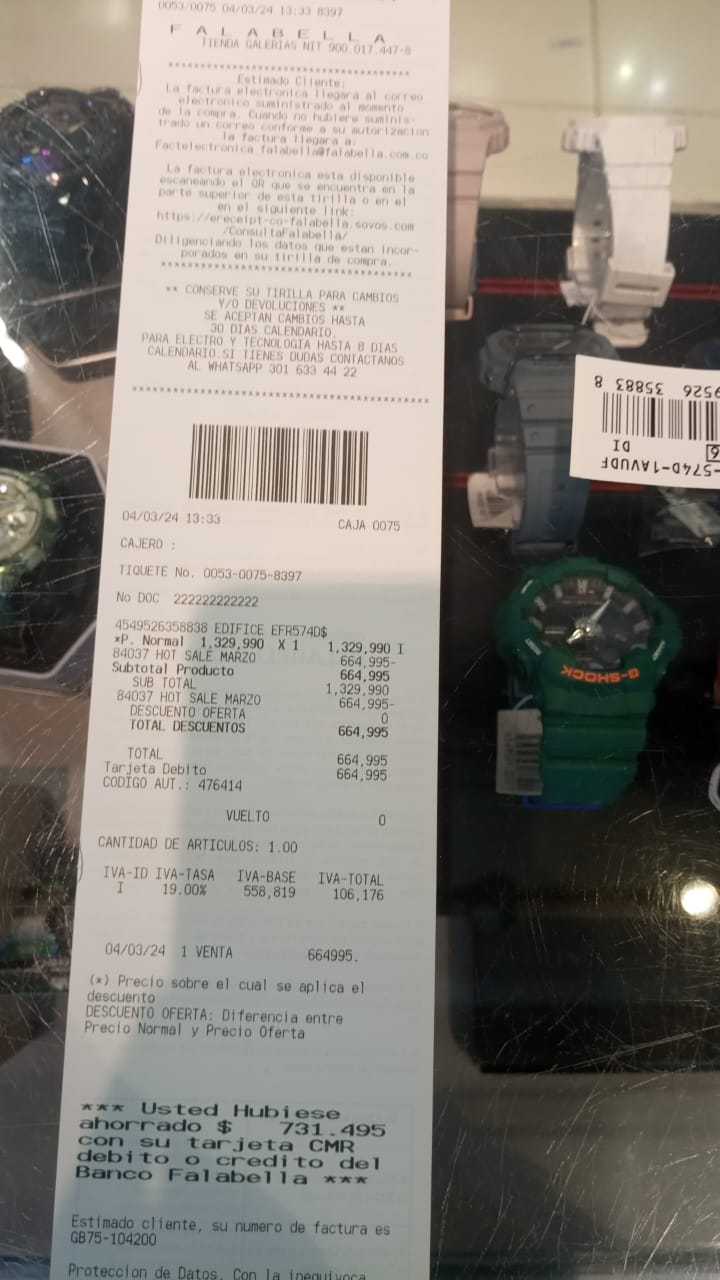 0053/0075 04/03/24 13:33 8397
FALABELLA
TIENDA GALERIAS NIT 900.017.447-8
****************************************
Estimado Cliente:
La factura electronica llegara al correo
electronico suministrado al momento
de la compra. Cuando no hubiere suminis-
trado un correo conforme a su autorizacion
la factura llegara a:
Factelectronica_falabella@falabella.com.co
La factura electronica esta disponible
escaneando el QR que se encuentra en la
parte superior de esta tirilla o en el
en el siguiente link:
https://ereceipt-co-falabella.sovos.com
/ConsultaFalabella/
Diligenciando los datos que estan incor-
porados en su tirilla de compra.
****************************************
** CONSERVE SU TIRILLA PARA CAMBIOS
Y/O DEVOLUCIONES **
SE ACEPTAN CAMBIOS HASTA
30 DIAS CALENDARIO.
PARA ELECTRO Y TECNOLOGIA HASTA 8 DIAS
CALENDARIO.SI TIENES DUDAS CONTACTANOS
AL WHATSAPP 301 633 44 22
****************************************
04/03/24 13:33 CAJA 0075
CAJERO :
TIQUETE No. 0053-0075-8397
No DOC 222222222222
4549526358838 EDIFICE EFR574D$
*P. Normal 1,329,990 X 1 1,329,990 I
84037 HOT SALE MARZO 664,995-
Subtotal Producto 664,995
SUB TOTAL 1,329,990
84037 HOT SALE MARZO 664,995-
DESCUENTO OFERTA 0
TOTAL DESCUENTOS 664,995
TOTAL 664,995
Tarjeta Debito 664,995
CODIGO AUT.: 476414
VUELTO 0
CANTIDAD DE ARTICULOS: 1.00
IVA-ID IVA-TASA IVA-BASE IVA-TOTAL
I 19.00% 558,819 106,176
04/03/24 1 VENTA 664995.
(*) Precio sobre el cual se aplica el
descuento
DESCUENTO OFERTA: Diferencia entre
Precio Normal y Precio Oferta
*** Usted Hubiese
ahorrado $ 731.495
con su tarjeta CMR
debito o credito del
Banco Falabella ***
Estimado cliente, su numero de factura es
GB75-104200
Proteccion de Datos. Con la inequivoca
9526 35883 8
DI
-574D-1AVUDF
G-SHOCK